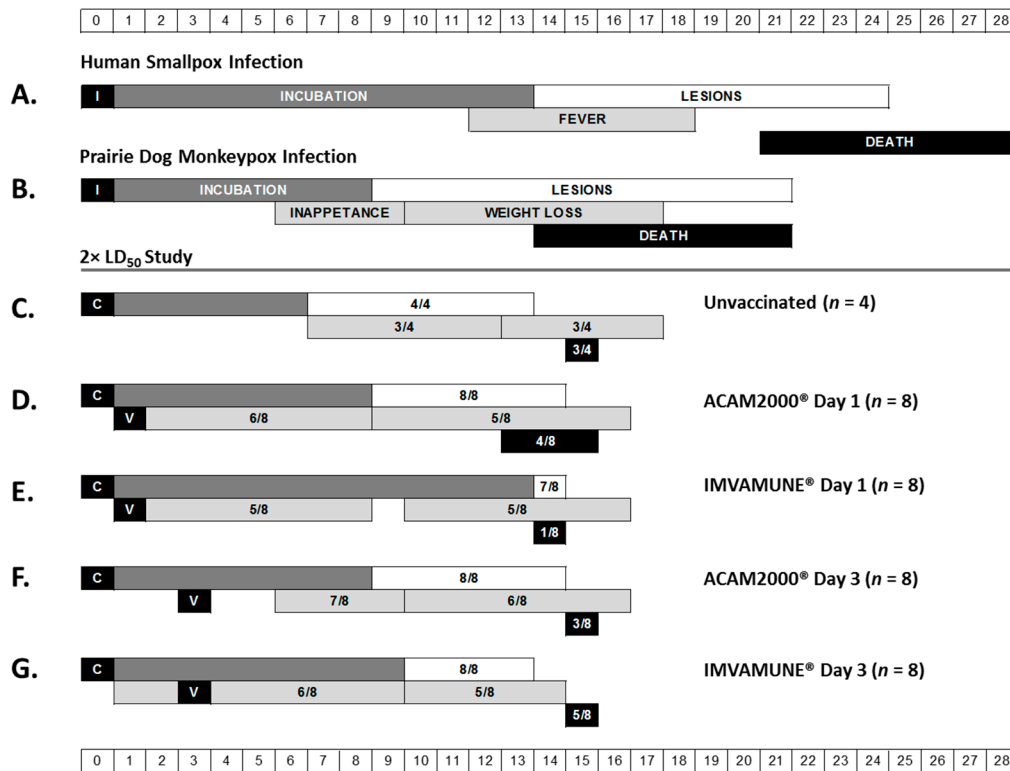 0 1 2 3 4 5 6 7 8 9 10 11 12 13 14 15 16 17 18 19 20 21 22 23 24 25 26 27 28
Human Smallpox Infection
A. I INCUBATION LESIONS
FEVER
DEATH
Prairie Dog Monkeypox Infection
B. I INCUBATION LESIONS
INAPPETANCE WEIGHT LOSS
DEATH
2× LD50 Study
C. C 4/4 Unvaccinated (n = 4)
3/4 3/4
3/4
D. C 8/8 ACAM2000® Day 1 (n = 8)
V 6/8 5/8
4/8
E. C 7/8 IMVAMUNE® Day 1 (n = 8)
V 5/8 5/8
1/8
F. C 8/8 ACAM2000® Day 3 (n = 8)
V 7/8 6/8
3/8
G. C 8/8 IMVAMUNE® Day 3 (n = 8)
V 6/8 5/8
5/8
0 1 2 3 4 5 6 7 8 9 10 11 12 13 14 15 16 17 18 19 20 21 22 23 24 25 26 27 28